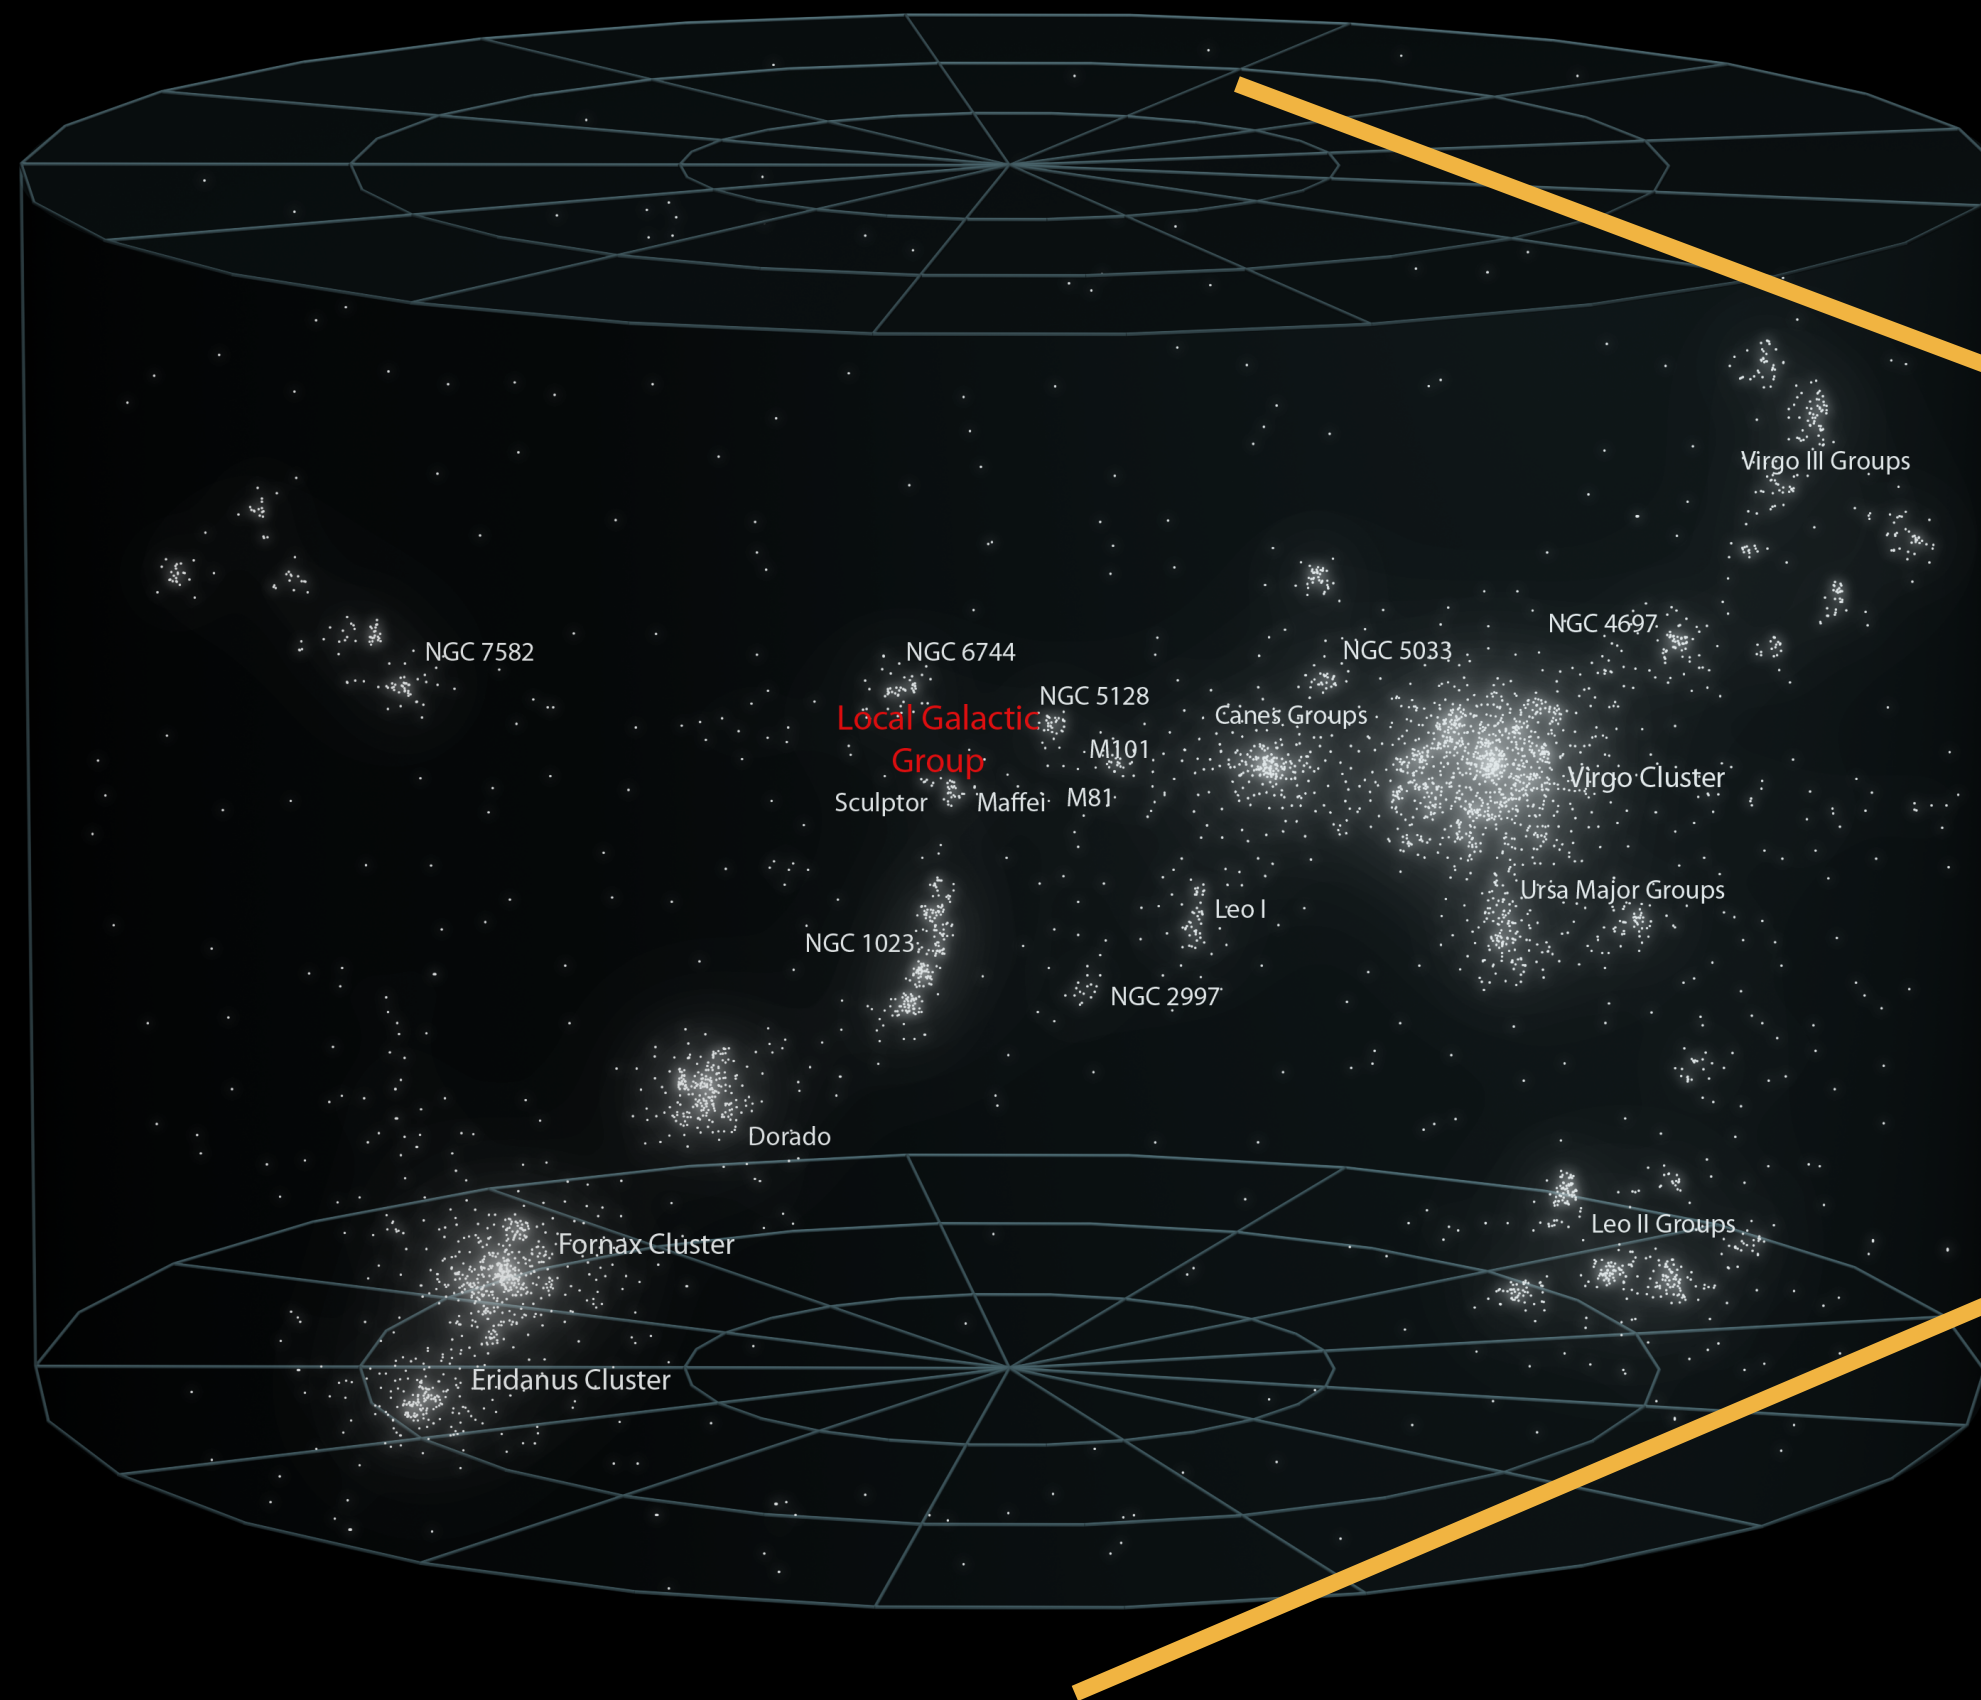 Virgo III Groups
NGC 4697
NGC 7582
NGC 6744
NGC 5033
NGC 5128
Local Galactic
Group
Canes Groups
M101
Virgo Cluster
Sculptor
Maffei
M81
Ursa Major Groups
Leo I
NGC 1023
NGC 2997
Dorado
Leo II Groups
Fornax Cluster
Eridanus Cluster